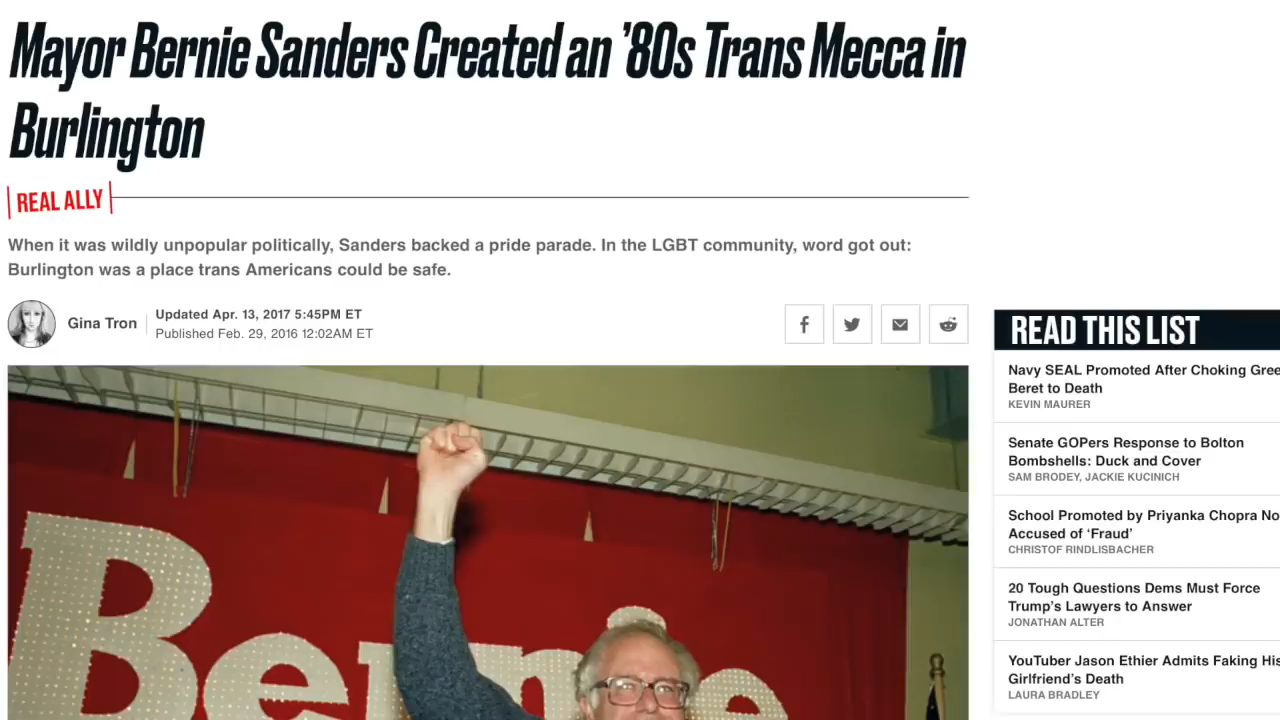 Mayor Bernie Sanders Created an ’80s Trans Mecca in
Burlington
REAL ALLY
When it was wildly unpopular politically, Sanders backed a pride parade. In the LGBT community, word got out:
Burlington was a place trans Americans could be safe.
Gina Tron
Updated Apr. 13, 2017 5:45PM ET
Published Feb. 29, 2016 12:02AM ET
READ THIS LIST
Navy SEAL Promoted After Choking Gree
Beret to Death
KEVIN MAURER
Senate GOPers Response to Bolton
Bombshells: Duck and Cover
SAM BRODEY, JACKIE KUCINICH
School Promoted by Priyanka Chopra No
Accused of ‘Fraud’
CHRISTOF RINDLISBACHER
20 Tough Questions Dems Must Force
Trump’s Lawyers to Answer
JONATHAN ALTER
YouTuber Jason Ethier Admits Faking His
Girlfriend’s Death
LAURA BRADLEY
Bernie